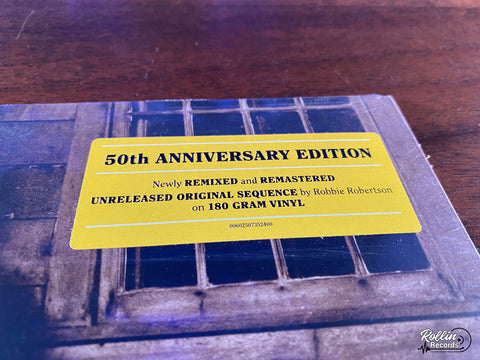 50th ANNIVERSARY EDITION
Newly REMIXED and REMASTERED
UNRELEASED ORIGINAL SEQUENCE by Robbie Robertson
on 180 GRAM VINYL
00602507352400
Rollin
Records